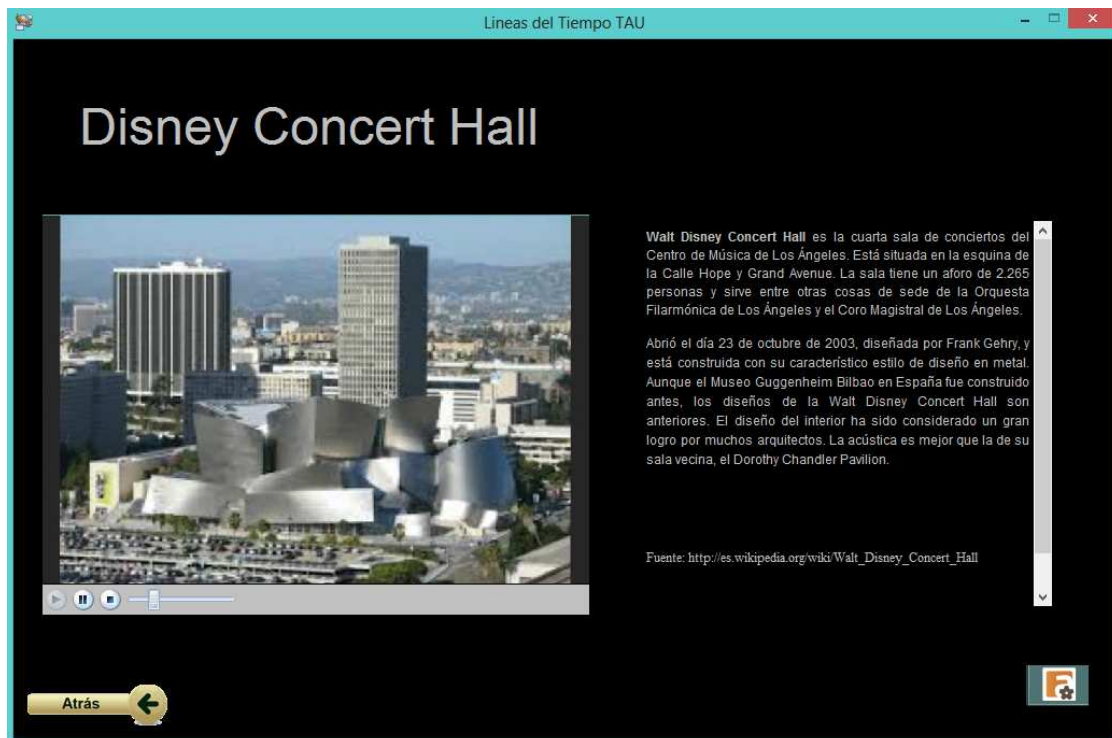 Lineas del Tiempo TAU
Disney Concert Hall
Walt Disney Concert Hall es la cuarta sala de conciertos del
Centro de Música de Los Ángeles. Está situada en la esquina de
la Calle Hope y Grand Avenue. La sala tiene un aforo de 2.265
personas y sirve entre otras cosas de sede de la Orquesta
Filarmónica de Los Ángeles y el Coro Magistral de Los Ángeles.
Abrió el día 23 de octubre de 2003, diseñada por Frank Gehry, y
está construida con su característico estilo de diseño en metal.
Aunque el Museo Guggenheim Bilbao en España fue construido
antes, los diseños de la Walt Disney Concert Hall son
anteriores. El diseño del interior ha sido considerado un gran
logro por muchos arquitectos. La acústica es mejor que la de su
sala vecina, el Dorothy Chandler Pavilion.
Fuente: http://es.wikipedia.org/wiki/Walt_Disney_Concert_Hall
Atrás
F